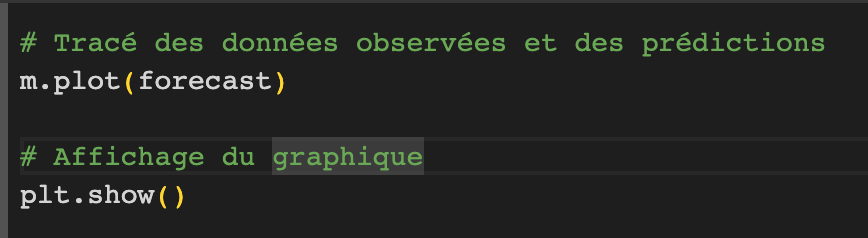 # Tracé des données observées et des prédictions
m.plot(forecast)
# Affichage du graphique
plt.show()